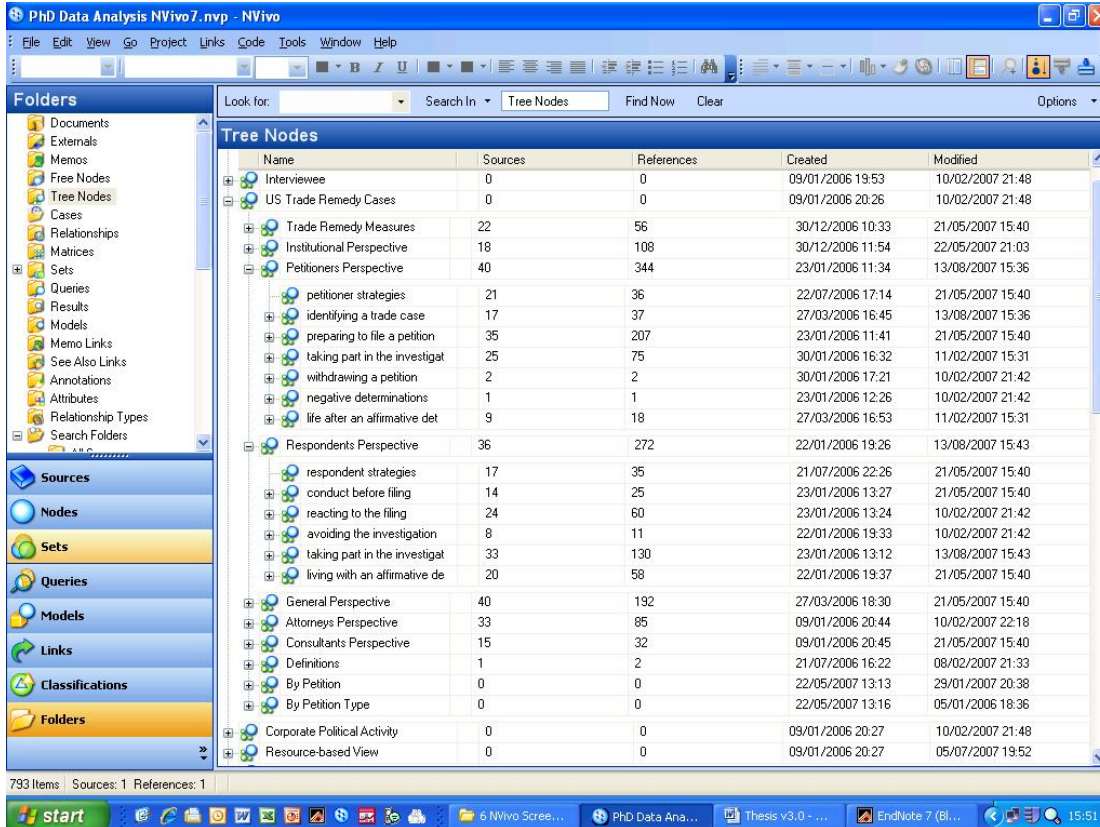 PhD Data Analysis NVivo7.nvp - NVivo
File Edit View Go Project Links Code Tools Window Help
B I U
Folders
Look for: Search In Tree Nodes Find Now Clear Options
Documents
Externals
Memos
Free Nodes
Tree Nodes
Cases
Relationships
Matrices
Sets
Queries
Results
Models
Memo Links
See Also Links
Annotations
Attributes
Relationship Types
Search Folders
Sources
Nodes
Sets
Queries
Models
Links
Classifications
Folders
Tree Nodes
Name Sources References Created Modified
Interviewee 0 0 09/01/2006 19:53 10/02/2007 21:48
US Trade Remedy Cases 0 0 09/01/2006 20:26 10/02/2007 21:48
Trade Remedy Measures 22 56 30/12/2006 10:33 21/05/2007 15:40
Institutional Perspective 18 108 30/12/2006 11:54 22/05/2007 21:03
Petitioners Perspective 40 344 23/01/2006 11:34 13/08/2007 15:36
petitioner strategies 21 36 22/07/2006 17:14 21/05/2007 15:40
identifying a trade case 17 37 27/03/2006 16:45 13/08/2007 15:36
preparing to file a petition 35 207 23/01/2006 11:41 21/05/2007 15:40
taking part in the investigat 25 75 30/01/2006 16:32 11/02/2007 15:31
withdrawing a petition 2 2 30/01/2006 17:21 10/02/2007 21:42
negative determinations 1 1 23/01/2006 12:26 10/02/2007 21:42
life after an affirmative det 9 18 27/03/2006 16:53 11/02/2007 15:31
Respondents Perspective 36 272 22/01/2006 19:26 13/08/2007 15:43
respondent strategies 17 35 21/07/2006 22:26 21/05/2007 15:40
conduct before filing 14 25 23/01/2006 13:27 21/05/2007 15:40
reacting to the filing 24 60 23/01/2006 13:24 10/02/2007 21:42
avoiding the investigation 8 11 22/01/2006 19:33 10/02/2007 21:42
taking part in the investigat 33 130 23/01/2006 13:12 13/08/2007 15:43
living with an affirmative de 20 58 22/01/2006 19:37 21/05/2007 15:40
General Perspective 40 192 27/03/2006 18:30 21/05/2007 15:40
Attorneys Perspective 33 85 09/01/2006 20:44 10/02/2007 22:18
Consultants Perspective 15 32 09/01/2006 20:45 21/05/2007 15:40
Definitions 1 2 21/07/2006 16:22 08/02/2007 21:33
By Petition 0 0 22/05/2007 13:13 29/01/2007 20:38
By Petition Type 0 0 22/05/2007 13:16 05/01/2006 18:36
Corporate Political Activity 0 0 09/01/2006 20:27 10/02/2007 21:48
Resource-based View 0 0 09/01/2006 20:27 05/07/2007 19:52
793 Items Sources: 1 References: 1
start 6 NVivo Scree... PhD Data Ana... Thesis v3.0 - ... EndNote 7 (Bl... 15:51